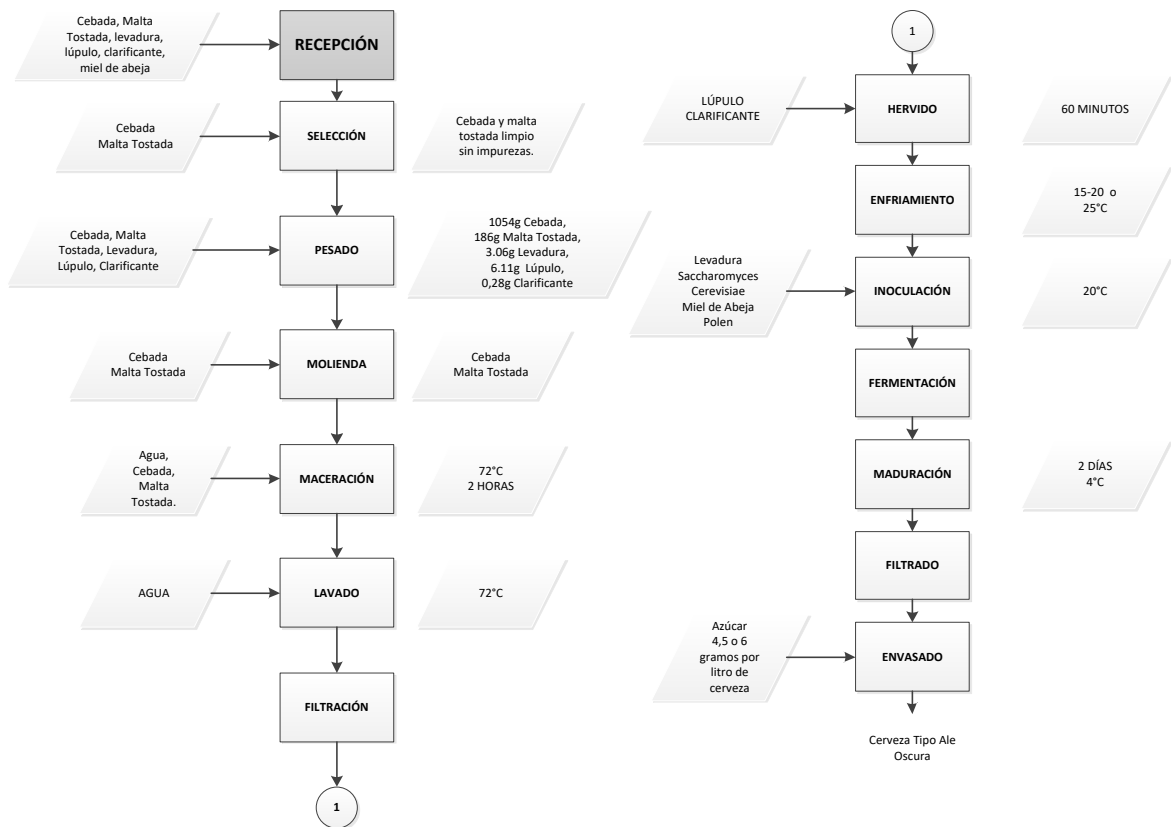 Cebada, Malta
Tostada, levadura,
lúpulo, clarificante,
miel de abeja
RECEPCIÓN
Cebada
Malta Tostada
SELECCIÓN
Cebada y malta
tostada limpio
sin impurezas.
Cebada, Malta
Tostada, Levadura,
Lúpulo, Clarificante
PESADO
1054g Cebada,
186g Malta Tostada,
3.06g Levadura,
6.11g Lúpulo,
0,28g Clarificante
Cebada
Malta Tostada
MOLIENDA
Cebada
Malta Tostada
Agua,
Cebada,
Malta
Tostada.
MACERACIÓN
72°C
2 HORAS
AGUA
LAVADO
72°C
FILTRACIÓN
1
1
LÚPULO
CLARIFICANTE
HERVIDO
60 MINUTOS
ENFRIAMIENTO
15-20 o
25°C
Levadura
Saccharomyces
Cerevisiae
Miel de Abeja
Polen
INOCULACIÓN
20°C
FERMENTACIÓN
MADURACIÓN
2 DÍAS
4°C
FILTRADO
Azúcar
4,5 o 6
gramos por
litro de
cerveza
ENVASADO
Cerveza Tipo Ale
Oscura